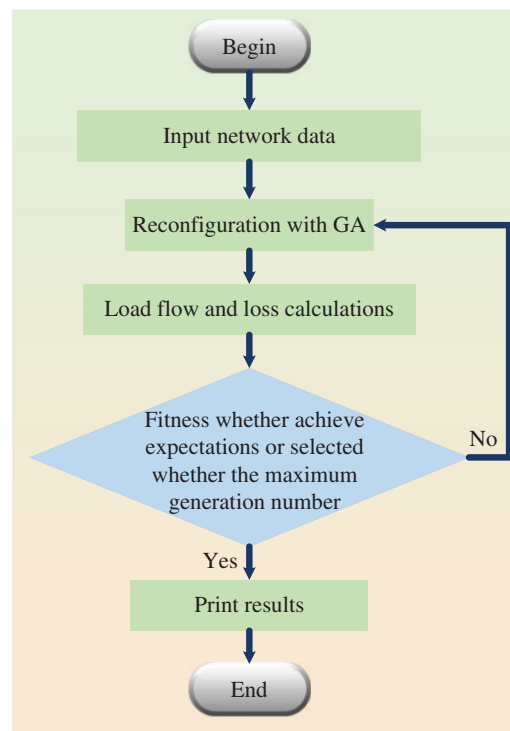 Begin
Input network data
Reconfiguration with GA
Load flow and loss calculations
Fitness whether achieve
expectations or selected
whether the maximum
generation number
No
Yes
Print results
End